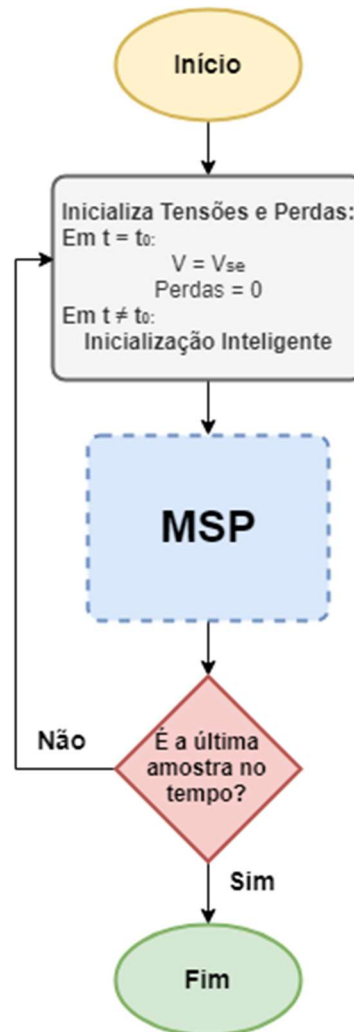 Início
Inicializa Tensões e Perdas:
Em t = t₀:
V = Vse
Perdas = 0
Em t ≠ t₀:
Inicialização Inteligente
MSP
É a última
amostra no
tempo?
Não
Sim
Fim